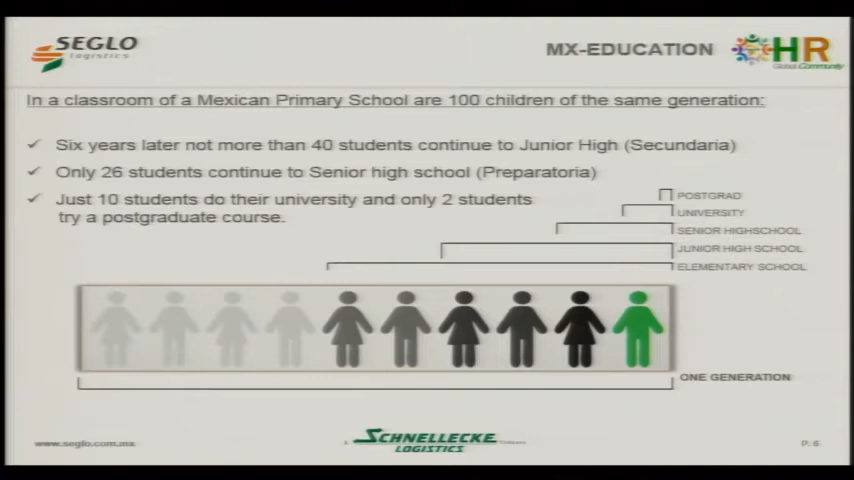 SEGLO
logistics
MX-EDUCATION
HR
Global Community
In a classroom of a Mexican Primary School are 100 children of the same generation:
✓ Six years later not more than 40 students continue to Junior High (Secundaria)
✓ Only 26 students continue to Senior high school (Preparatoria)
✓ Just 10 students do their university and only 2 students
try a postgraduate course.
POSTGRAD
UNIVERSITY
SENIOR HIGHSCHOOL
JUNIOR HIGH SCHOOL
ELEMENTARY SCHOOL
ONE GENERATION
www.seglo.com.mx
SCHNELLECKE
LOGISTICS
P. 6